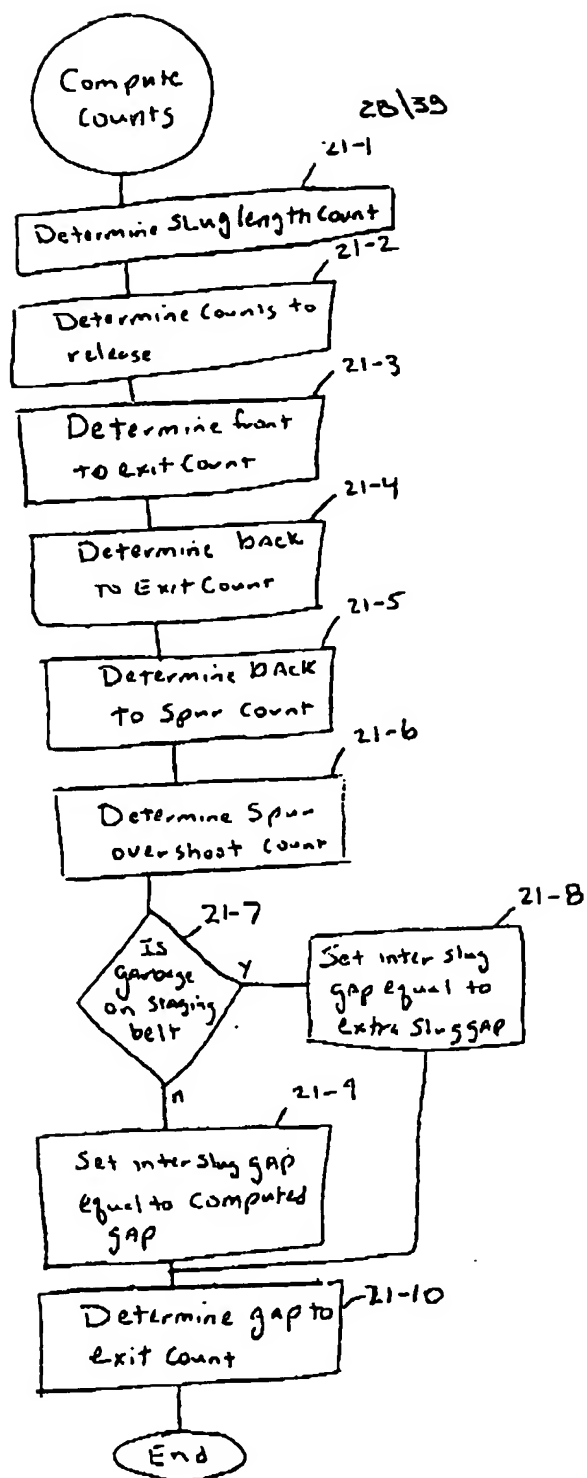 Compute
Counts
28\39
21-1
Determine slug length count
21-2
Determine counts to
release
21-3
Determine front
to exit count
21-4
Determine back
to Exit Count
21-5
Determine back
to Spur Count
21-6
Determine Spur
overshoot count
21-7
Is
garbage
on staging
belt
y
21-8
Set inter slug
gap equal to
extra slug gap
n
21-9
Set inter slug gap
equal to computed
gap
21-10
Determine gap to
exit count
End